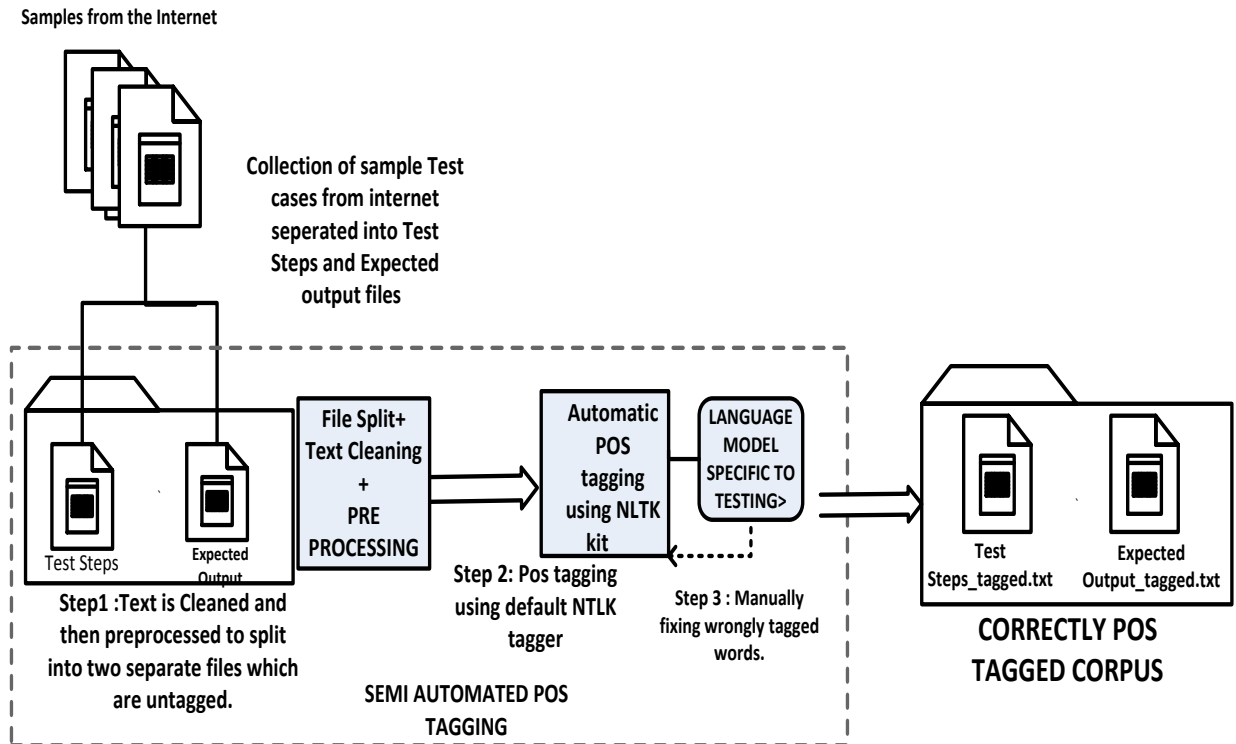 Samples from the Internet
Collection of sample Test
cases from internet
seperated into Test
Steps and Expected
output files
Test Steps
Expected
Output
File Split+
Text Cleaning
+
PRE
PROCESSING
Automatic
POS
tagging
using NLTK
kit
LANGUAGE
MODEL
SPECIFIC TO
TESTING>
Step1 :Text is Cleaned and
then preprocessed to split
into two separate files which
are untagged.
Step 2: Pos tagging
using default NTLK
tagger
Step 3 : Manually
fixing wrongly tagged
words.
SEMI AUTOMATED POS
TAGGING
Test
Steps_tagged.txt
Expected
Output_tagged.txt
CORRECTLY POS
TAGGED CORPUS